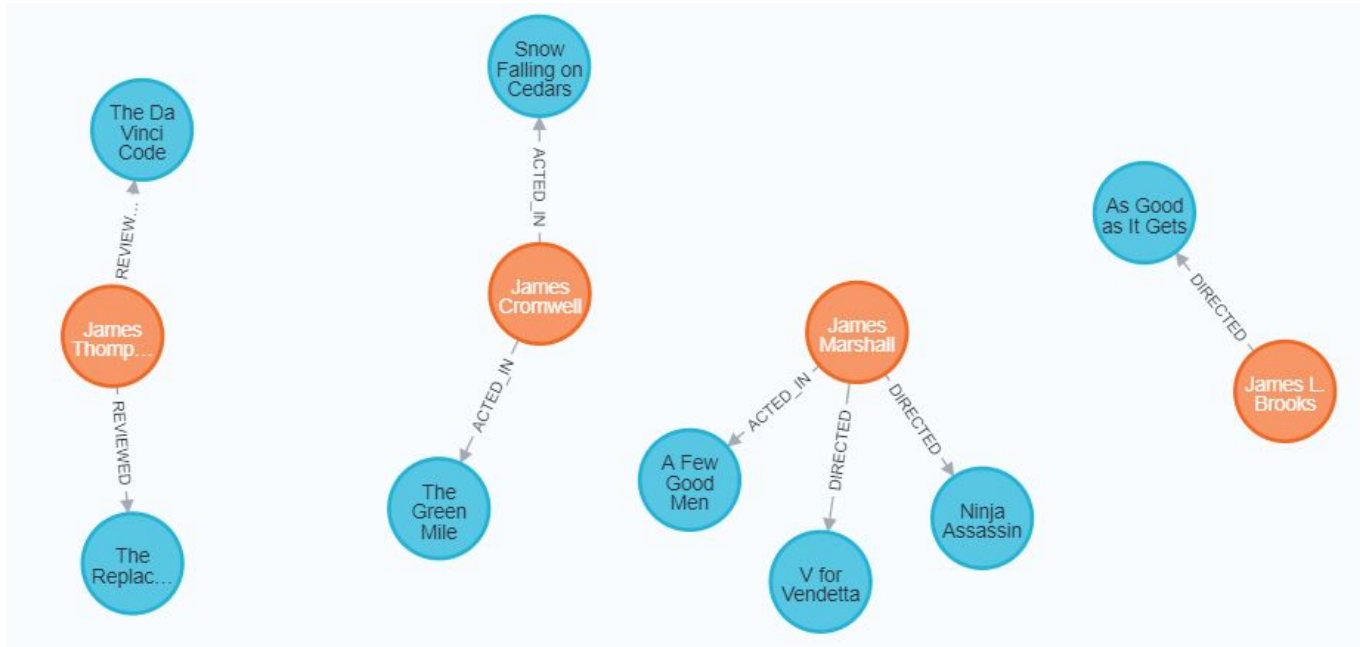 The Da
Vinci
Code
REVIEW...
James
Thomp...
REVIEWED
The
Replac...
Snow
Falling on
Cedars
ACTED_IN
James
Cromwell
ACTED_IN
The
Green
Mile
James
Marshall
ACTED_IN
DIRECTED
DIRECTED
A Few
Good
Men
V for
Vendetta
Ninja
Assassin
As Good
as It Gets
DIRECTED
James L.
Brooks